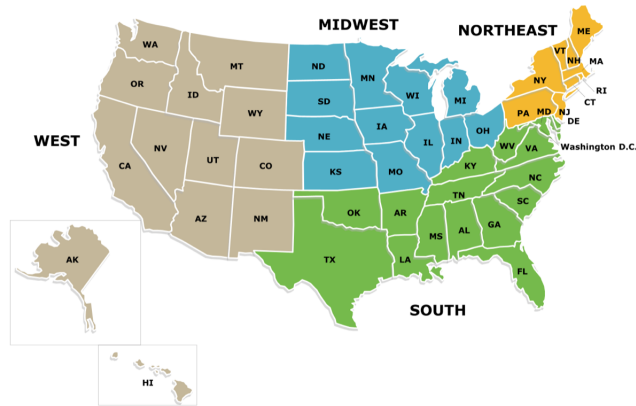 MIDWEST
NORTHEAST
WEST
SOUTH
WA
OR
CA
NV
ID
MT
WY
UT
CO
AZ
NM
AK
HI
ND
SD
NE
KS
MN
IA
MO
WI
IL
MI
IN
OH
OK
TX
AR
LA
MS
AL
TN
KY
GA
FL
SC
NC
VA
WV
MD
DE
Washington D.C.
PA
NJ
NY
CT
RI
MA
VT
NH
ME